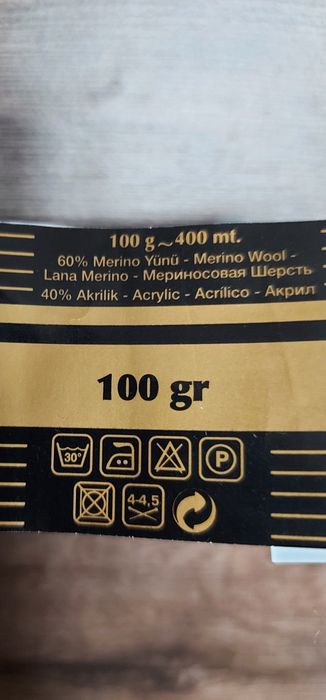 100 g~400 mt.
60% Merino Yünü - Merino Wool -
Lana Merino - Мериносовая Шерсть
40% Akrilik - Acrylic - Acrílico - Акрил
100 gr
30° P
4-4,5